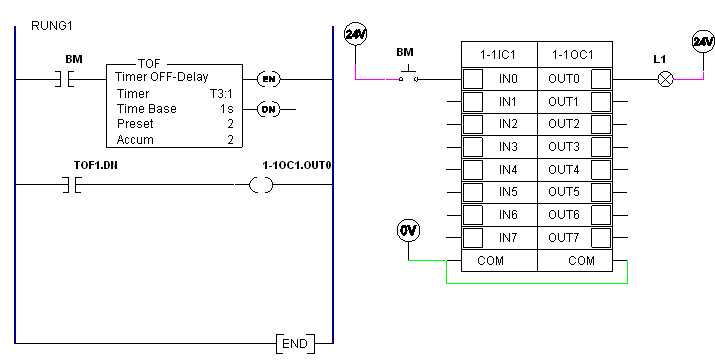 RUNG1
BM
TOF
Timer OFF-Delay
Timer T3:1
Time Base 1s
Preset 2
Accum 2
EN
DN
TOF1.DN
1-1OC1.OUT0
END
24V
BM
1-1IC1 1-1OC1
L1
24V
IN0 OUT0
IN1 OUT1
IN2 OUT2
IN3 OUT3
IN4 OUT4
IN5 OUT5
IN6 OUT6
IN7 OUT7
COM COM
0V